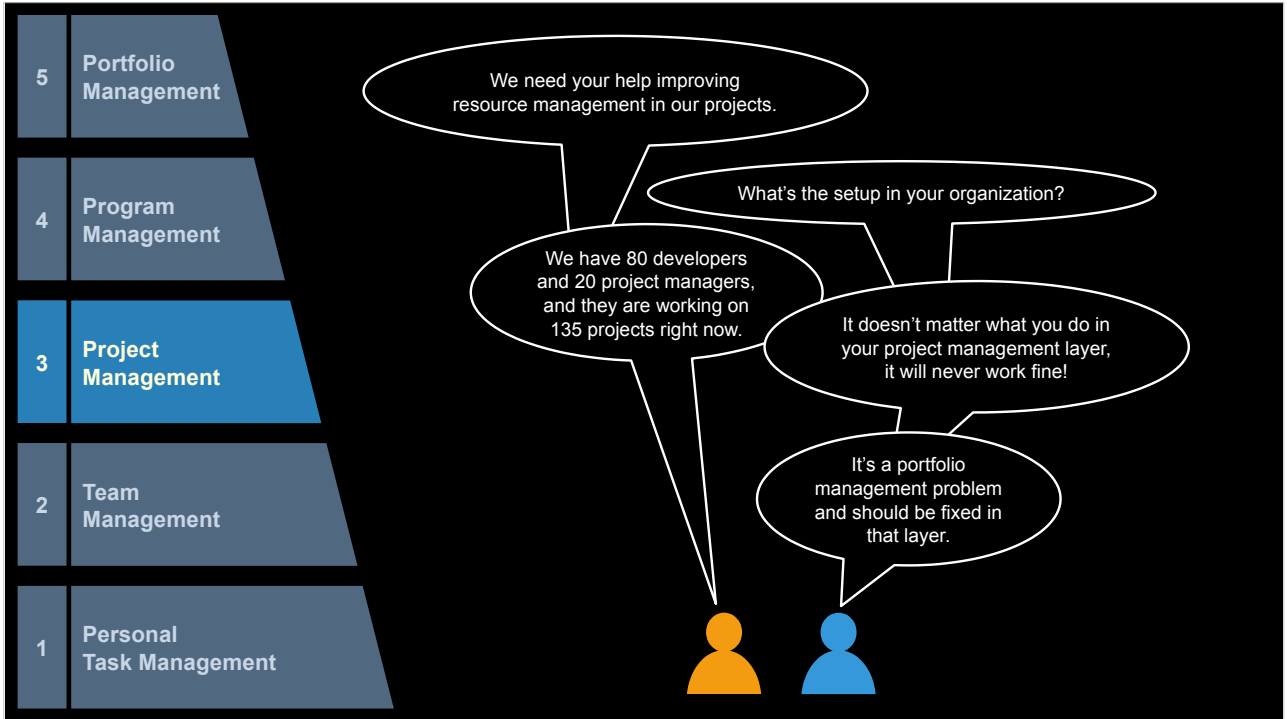 5
Portfolio
Management
4
Program
Management
3
Project
Management
2
Team
Management
1
Personal
Task Management
We need your help improving
resource management in our projects.
What’s the setup in your organization?
We have 80 developers
and 20 project managers,
and they are working on
135 projects right now.
It doesn’t matter what you do in
your project management layer,
it will never work fine!
It’s a portfolio
management problem
and should be fixed in
that layer.